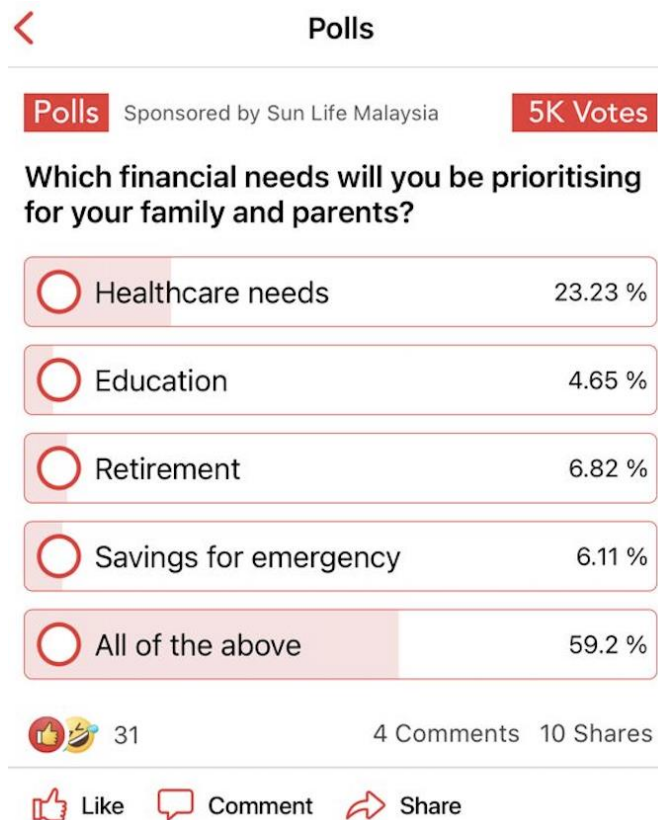 Polls
Polls Sponsored by Sun Life Malaysia 5K Votes
Which financial needs will you be prioritising
for your family and parents?
Healthcare needs 23.23 %
Education 4.65 %
Retirement 6.82 %
Savings for emergency 6.11 %
All of the above 59.2 %
31 4 Comments 10 Shares
Like Comment Share